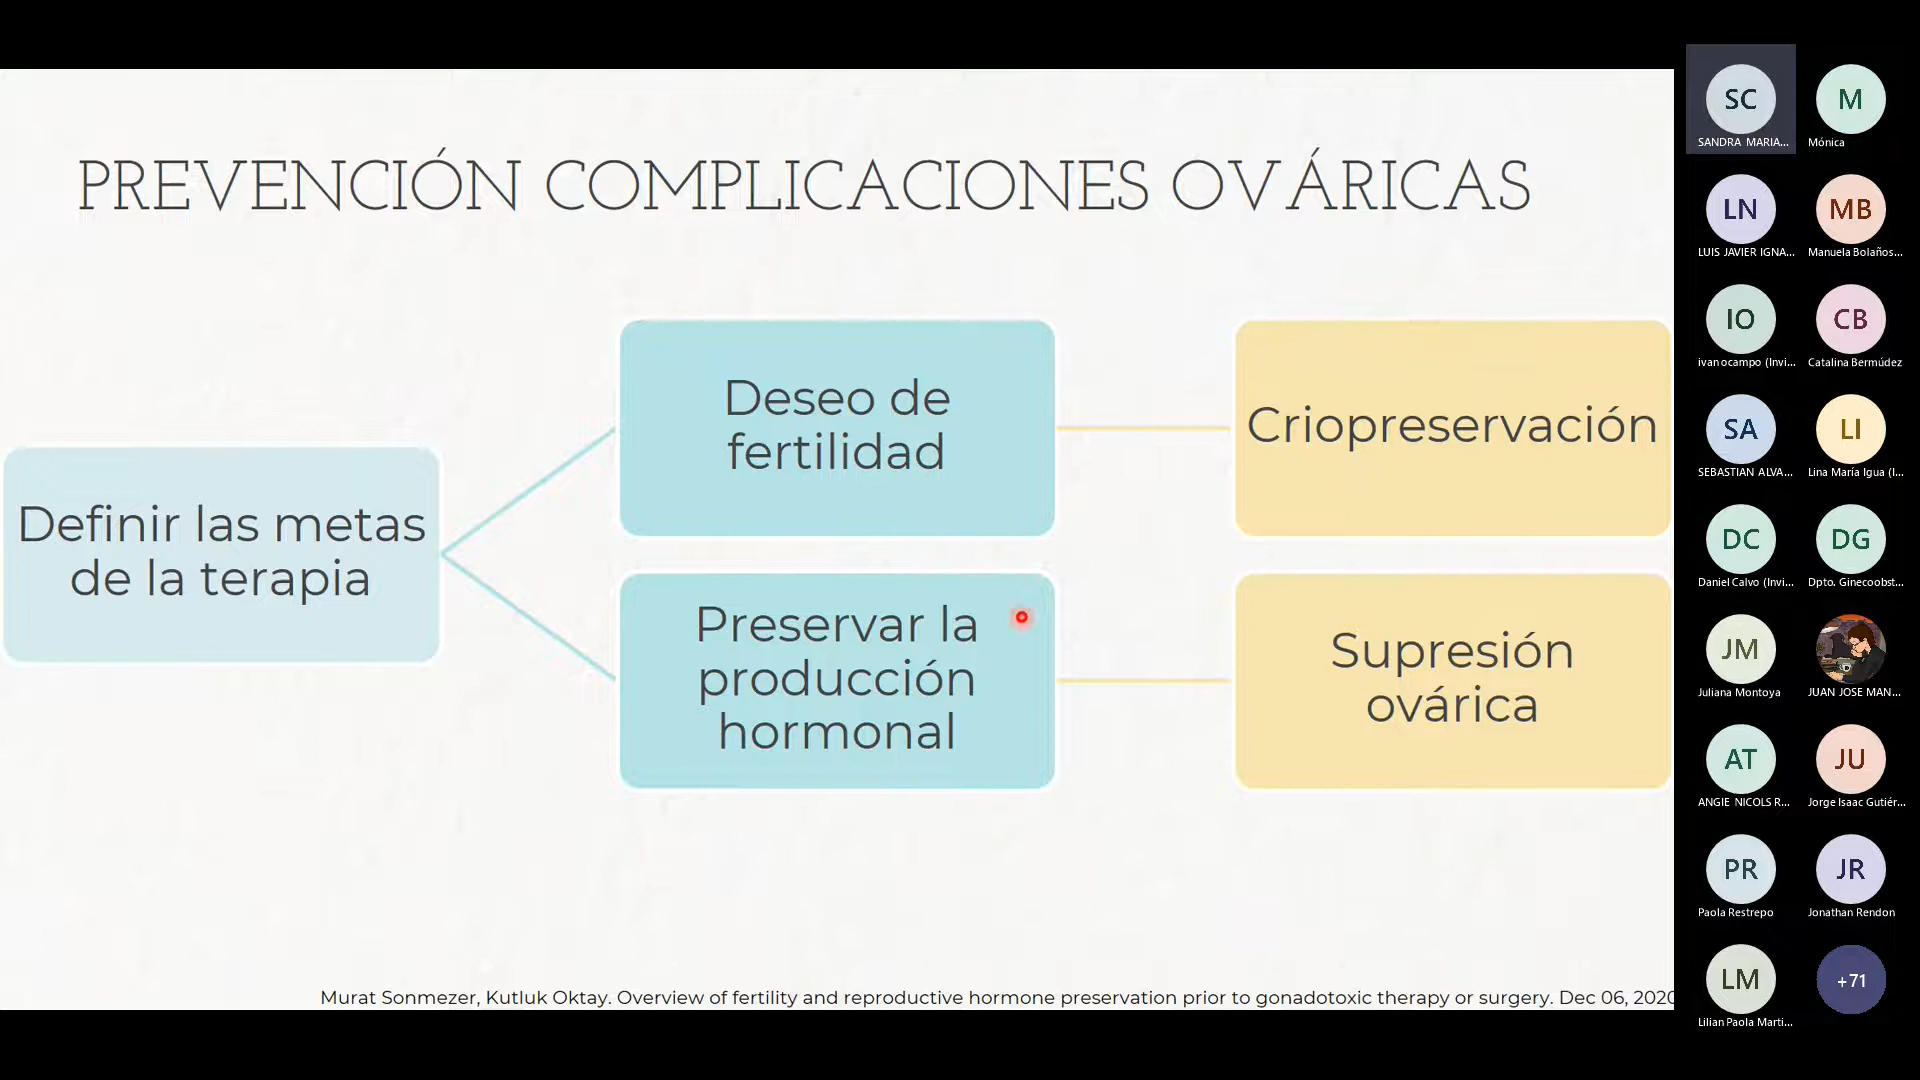 PREVENCIÓN COMPLICACIONES OVÁRICAS
Definir las metas
de la terapia
Deseo de
fertilidad
Criopreservación
Preservar la
producción
hormonal
Supresión
ovárica
Murat Sonmezer, Kutluk Oktay. Overview of fertility and reproductive hormone preservation prior to gonadotoxic therapy or surgery. Dec 06, 2020
SC
SANDRA MARIA...
M
Mónica
LN
LUIS JAVIER IGNA...
MB
Manuela Bolaños...
IO
ivan ocampo (Invi...
CB
Catalina Bermúdez
SA
SEBASTIAN ALVA...
LI
Lina María Igua (I...
DC
Daniel Calvo (Invi...
DG
Dpto. Ginecoobst...
JM
Juliana Montoya
JUAN JOSE MAN...
AT
ANGIE NICOLS R...
JU
Jorge Isaac Gutiér...
PR
Paola Restrepo
JR
Jonathan Rendon
LM
Lilian Paola Marti...
+71